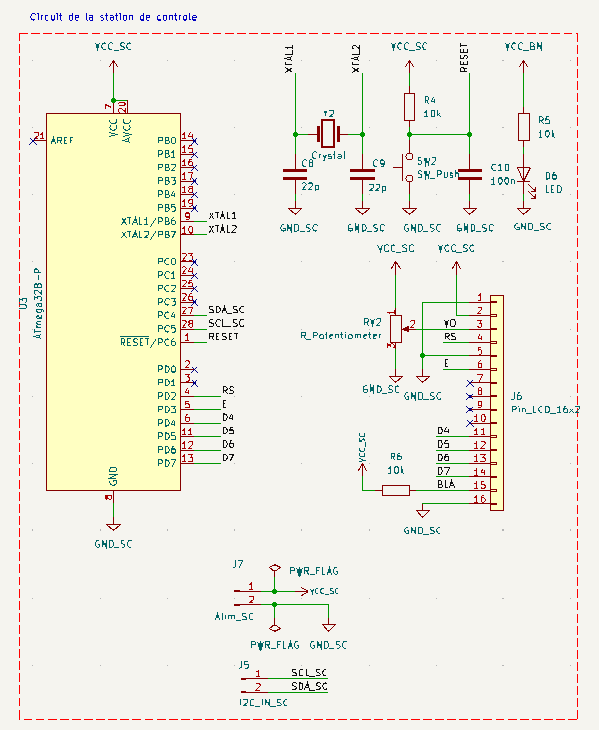 Circuit de la station de controle
VCC_SC
XTAL1
XTAL2
VCC_SC
RESET
VCC_BN
7
20
VCC
AVCC
21
AREF
PB0 14
PB1 15
PB2 16
PB3 17
PB4 18
PB5 19
XTAL1/PB6 9 XTAL1
XTAL2/PB7 10 XTAL2
PC0 23
PC1 24
PC2 25
PC3 26
PC4 27 SDA_SC
PC5 28 SCL_SC
RESET/PC6 1 RESET
PD0 2
PD1 3
PD2 4 RS
PD3 5 E
PD4 6 D4
PD5 11 D5
PD6 12 D6
PD7 13 D7
U3
ATmega328-P
GND
8
GND_SC
Y2
Crystal
C8
22p
C9
22p
R4
10k
SW2
SW_Push
C10
100n
R5
10k
D6
LED
GND_SC
GND_SC
GND_SC
GND_SC
GND_SC
VCC_SC
VCC_SC
RV2
R_Potentiometer
1
2
3
GND_SC
GND_SC
1
2
VO 3
RS 4
5
E 6
7
8
9
10
D4 11
D5 12
D6 13
D7 14
BLA 15
16
J6
Pin_LCD_16x2
VCC_SC
R6
10k
GND_SC
J7
PWR_FLAG
1
VCC_SC
2
Alim_SC
PWR_FLAG
GND_SC
J5
1 SCL_SC
2 SDA_SC
I2C_IN_SC